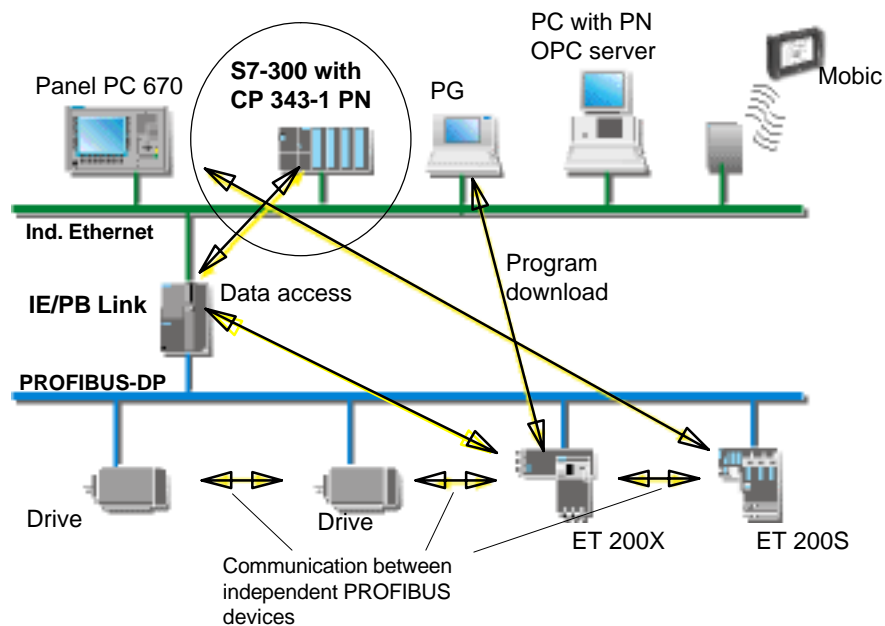 PC with PN
OPC server
Mobic
Panel PC 670
S7-300 with
CP 343-1 PN
PG
Ind. Ethernet
Program
download
IE/PB Link
Data access
PROFIBUS-DP
Drive
Drive
ET 200X
ET 200S
Communication between
independent PROFIBUS
devices